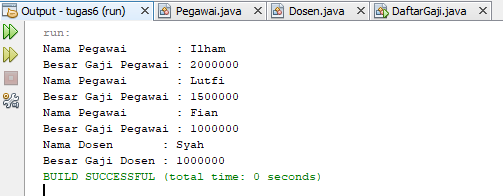 Output - tugas6 (run) Pegawai.java Dosen.java DaftarGaji.java
run:
Nama Pegawai : Ilham
Besar Gaji Pegawai : 2000000
Nama Pegawai : Lutfi
Besar Gaji Pegawai : 1500000
Nama Pegawai : Fian
Besar Gaji Pegawai : 1000000
Nama Dosen : Syah
Besar Gaji Dosen : 1000000
BUILD SUCCESSFUL (total time: 0 seconds)